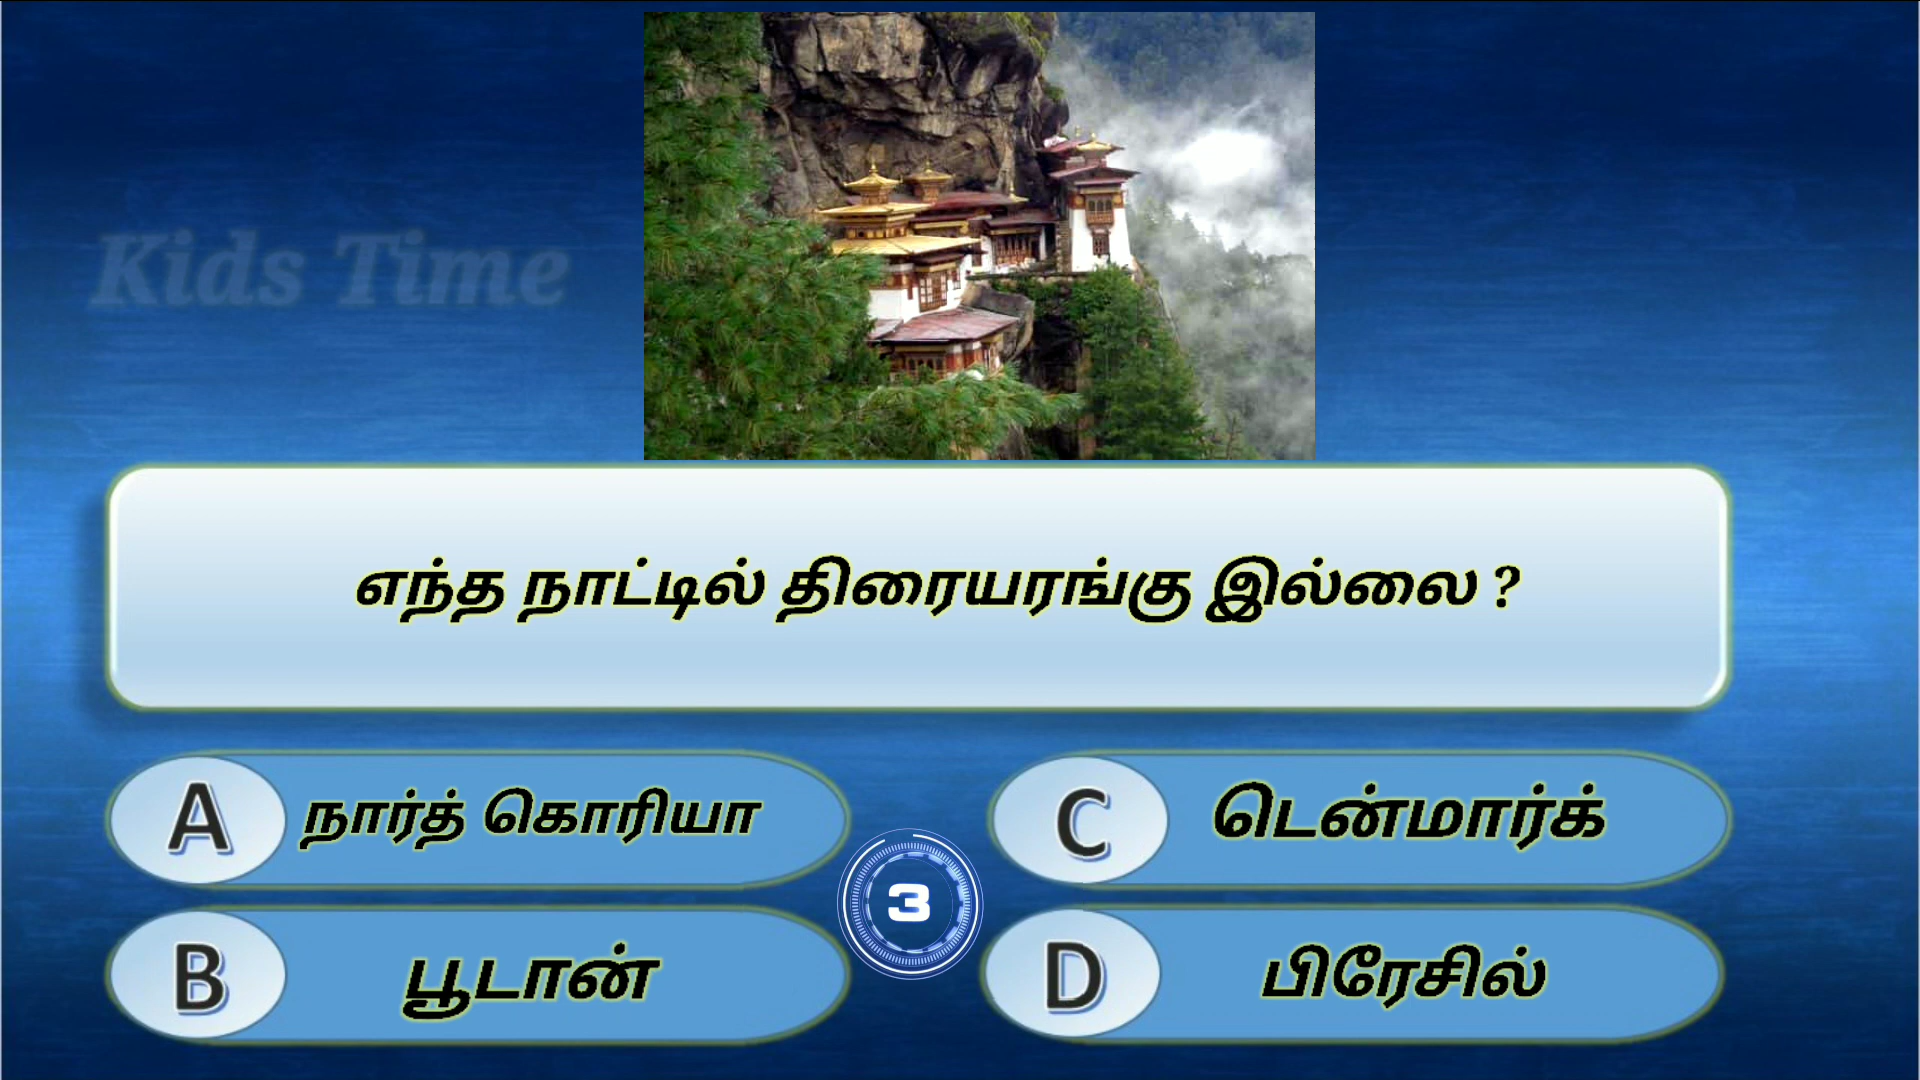 Kids Time
எந்த நாட்டில் திரையரங்கு இல்லை ?
A நார்த் கொரியா
C டென்மார்க்
3
B பூடான்
D பிரேசில்